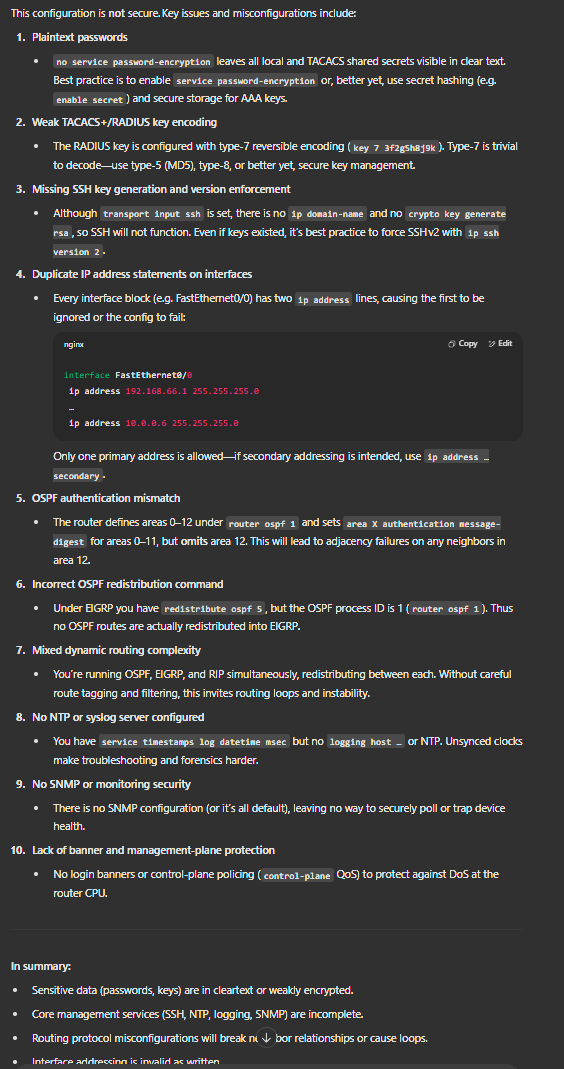 This configuration is not secure. Key issues and misconfigurations include:
1. Plaintext passwords
• no service password-encryption leaves all local and TACACS shared secrets visible in clear text.
Best practice is to enable service password-encryption or, better yet, use secret hashing (e.g.
enable secret) and secure storage for AAA keys.
2. Weak TACACS+/RADIUS key encoding
• The RADIUS key is configured with type-7 reversible encoding (key 7 3f2g5h8j9k). Type-7 is trivial
to decode—use type-5 (MD5), type-8, or better yet, secure key management.
3. Missing SSH key generation and version enforcement
• Although transport input ssh is set, there is no ip domain-name and no crypto key generate
rsa, so SSH will not function. Even if keys existed, it's best practice to force SSHv2 with ip ssh
version 2.
4. Duplicate IP address statements on interfaces
• Every interface block (e.g. FastEthernet0/0) has two ip address lines, causing the first to be
ignored or the config to fail:
nginx
Copy Edit
interface FastEthernet0/0
ip address 192.168.66.1 255.255.255.0
…
ip address 10.0.0.6 255.255.255.0
Only one primary address is allowed—if secondary addressing is intended, use ip address …
secondary.
5. OSPF authentication mismatch
• The router defines areas 0–12 under router ospf 1 and sets area X authentication message-
digest for areas 0–11, but omits area 12. This will lead to adjacency failures on any neighbors in
area 12.
6. Incorrect OSPF redistribution command
• Under EIGRP you have redistribute ospf 5, but the OSPF process ID is 1 (router ospf 1). Thus
no OSPF routes are actually redistributed into EIGRP.
7. Mixed dynamic routing complexity
• You're running OSPF, EIGRP, and RIP simultaneously, redistributing between each. Without careful
route tagging and filtering, this invites routing loops and instability.
8. No NTP or syslog server configured
• You have service timestamps log datetime msec but no logging host … or NTP. Unsynced clocks
make troubleshooting and forensics harder.
9. No SNMP or monitoring security
• There is no SNMP configuration (or it's all default), leaving no way to securely poll or trap device
health.
10. Lack of banner and management-plane protection
• No login banners or control-plane policing (control-plane QoS) to protect against DoS at the
router CPU.
In summary:
• Sensitive data (passwords, keys) are in cleartext or weakly encrypted.
• Core management services (SSH, NTP, logging, SNMP) are incomplete.
• Routing protocol misconfigurations will break ne bor relationships or cause loops.
• Interface addressing is invalid as written